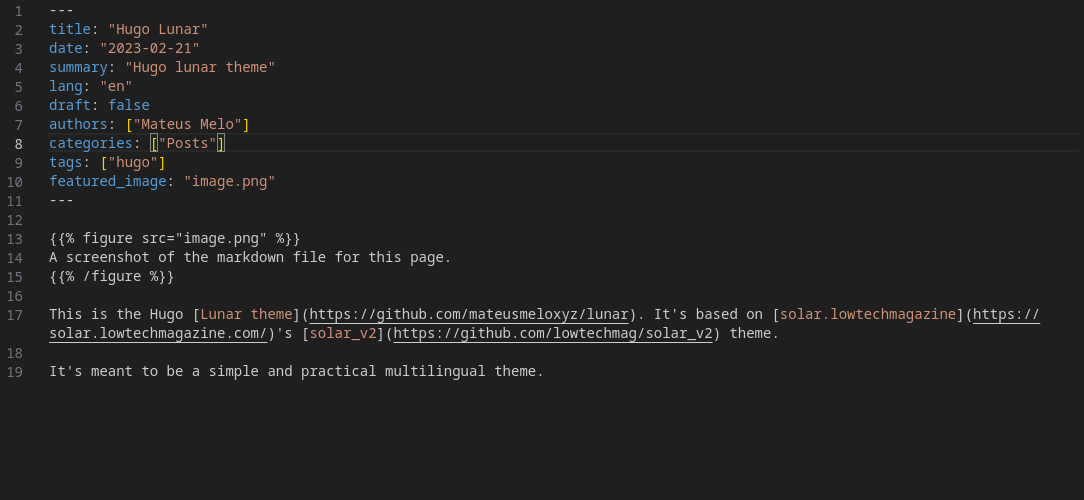 1 ---
2 title: "Hugo Lunar"
3 date: "2023-02-21"
4 summary: "Hugo lunar theme"
5 lang: "en"
6 draft: false
7 authors: ["Mateus Melo"]
8 categories: ["Posts"]
9 tags: ["hugo"]
10 featured_image: "image.png"
11 ---
12
13 {{% figure src="image.png" %}}
14 A screenshot of the markdown file for this page.
15 {{% /figure %}}
16
17 This is the Hugo [Lunar theme](https://github.com/mateusmeloxyz/lunar). It's based on [solar.lowtechmagazine](https://
solar.lowtechmagazine.com/)'s [solar_v2](https://github.com/lowtechmag/solar_v2) theme.
18
19 It's meant to be a simple and practical multilingual theme.